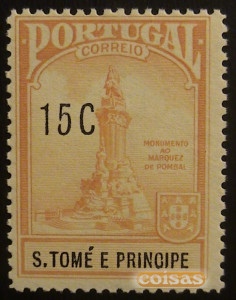 PORTUGAL
CORREIO
15C
MONUMENTO
AO
MARQUEZ
DE POMBAL
S. TOMÉ E PRINCIPE
coisas